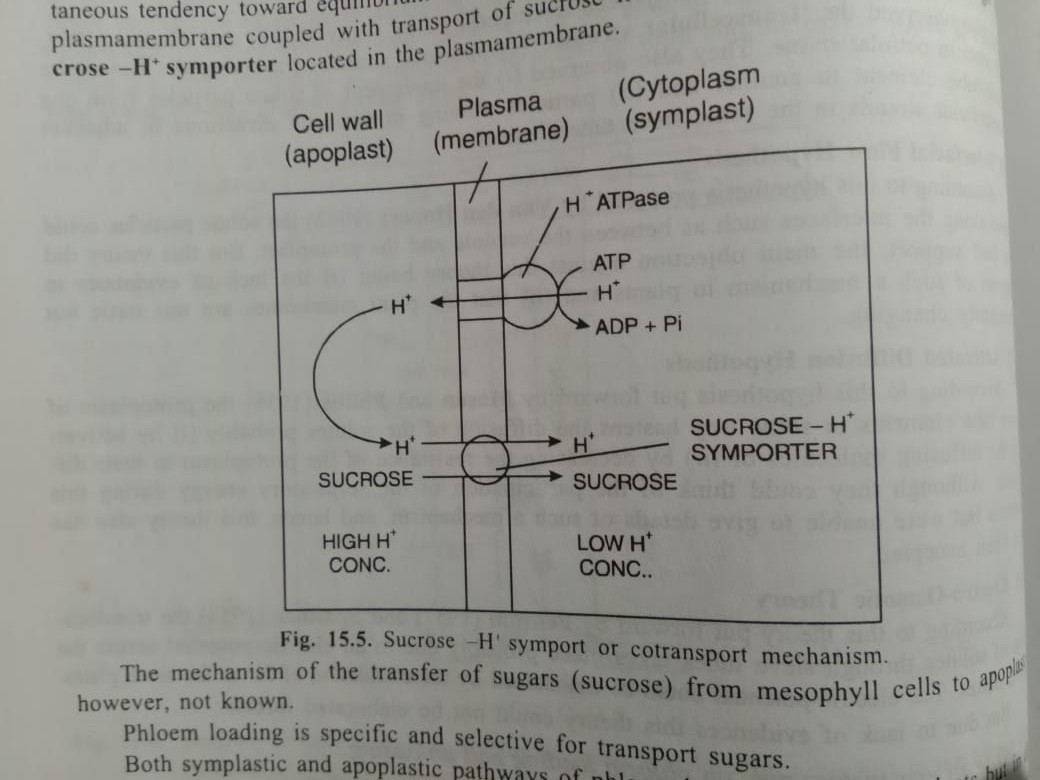 taneous tendency toward
plasmamembrane coupled with transport of sucrose
crose –H⁺ symporter located in the plasmamembrane.
Cell wall
(apoplast)
Plasma
(membrane)
(Cytoplasm
(symplast)
H⁺ ATPase
ATP
H⁺
H⁺
ADP + Pi
H⁺
H⁺
SUCROSE – H⁺
SYMPORTER
SUCROSE
SUCROSE
HIGH H⁺
CONC.
LOW H⁺
CONC..
Fig. 15.5. Sucrose –H' symport or cotransport mechanism.
The mechanism of the transfer of sugars (sucrose) from mesophyll cells to
however, not known.
Phloem loading is specific and selective for transport sugars.
Both symplastic and apoplastic pathways of